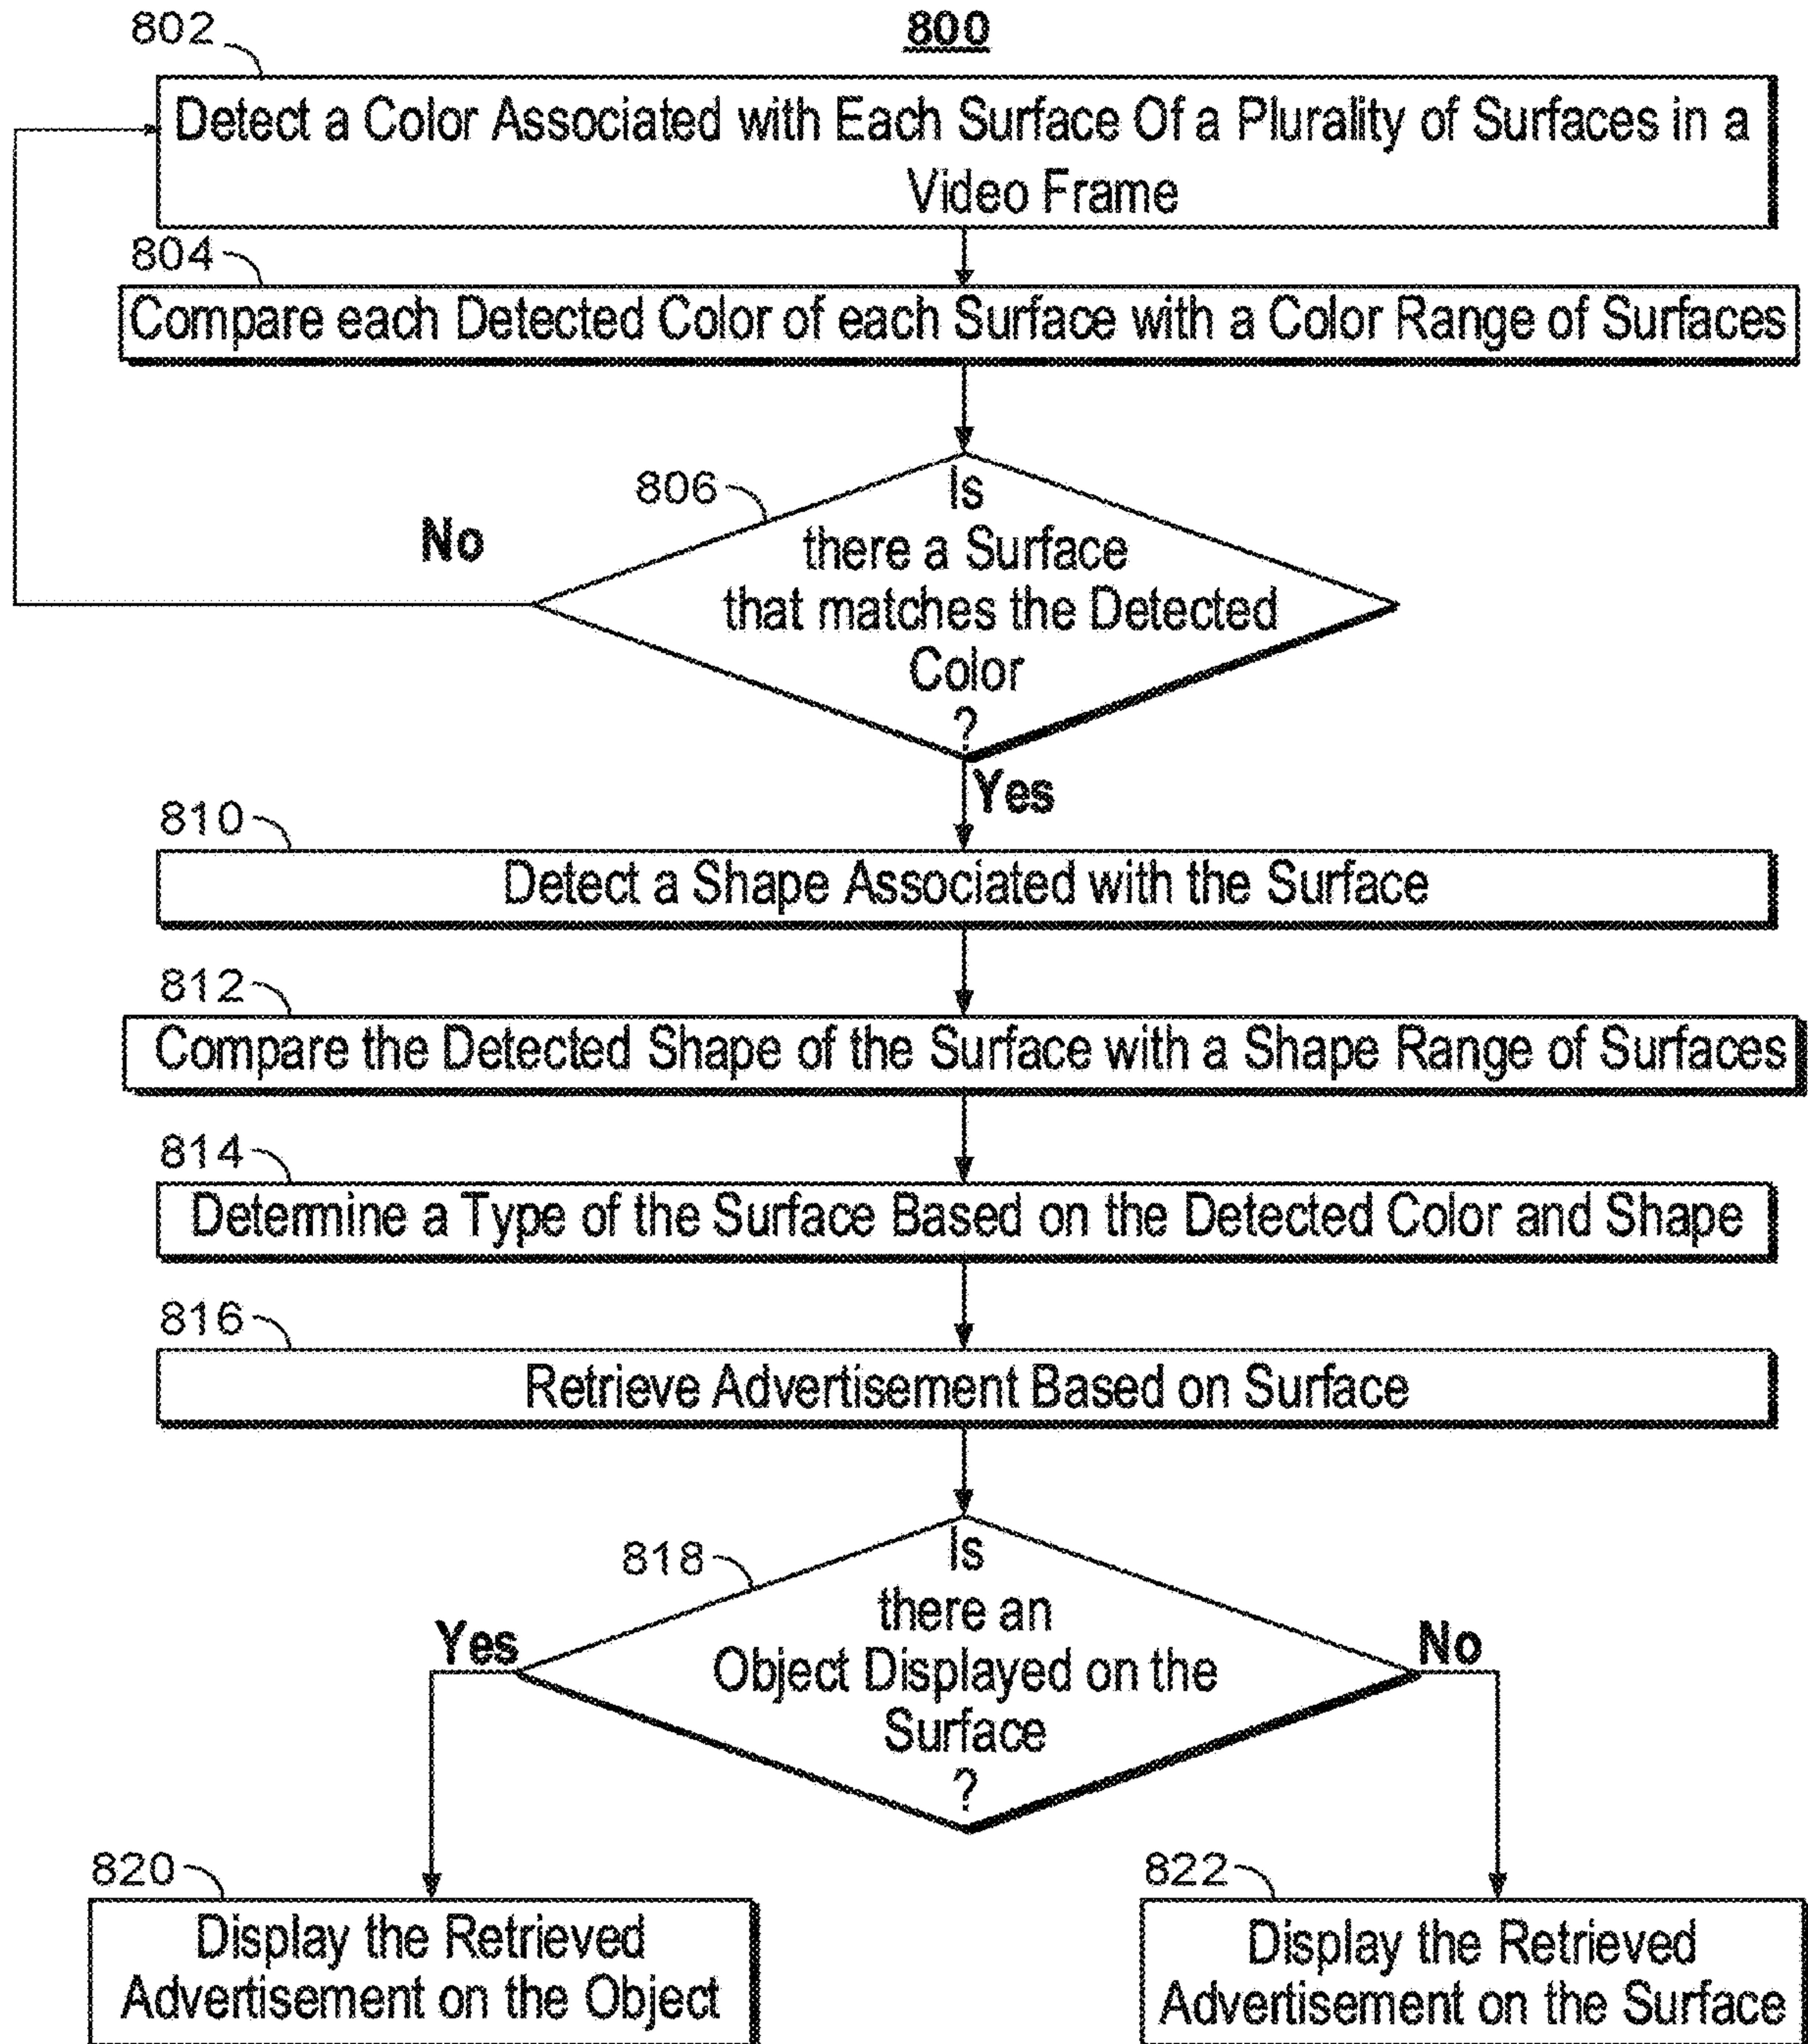 800
802
Detect a Color Associated with Each Surface Of a Plurality of Surfaces in a
Video Frame
804
Compare each Detected Color of each Surface with a Color Range of Surfaces
806
Is
there a Surface
that matches the Detected
Color
?
No
Yes
810
Detect a Shape Associated with the Surface
812
Compare the Detected Shape of the Surface with a Shape Range of Surfaces
814
Determine a Type of the Surface Based on the Detected Color and Shape
816
Retrieve Advertisement Based on Surface
818
Is
there an
Object Displayed on the
Surface
?
Yes
No
820
Display the Retrieved
Advertisement on the Object
822
Display the Retrieved
Advertisement on the Surface